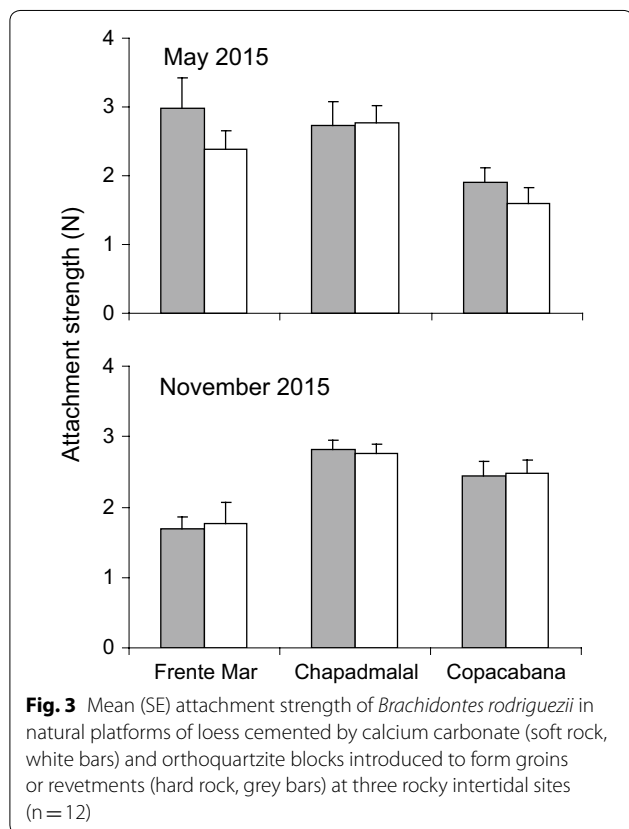 May 2015
4
3
2
1
0
Attachment strength (N)
November 2015
4
3
2
1
0
Frente Mar Chapadmalal Copacabana
Fig. 3 Mean (SE) attachment strength of Brachidontes rodriguezii in
natural platforms of loess cemented by calcium carbonate (soft rock,
white bars) and orthoquartzite blocks introduced to form groins
or revetments (hard rock, grey bars) at three rocky intertidal sites
(n = 12)